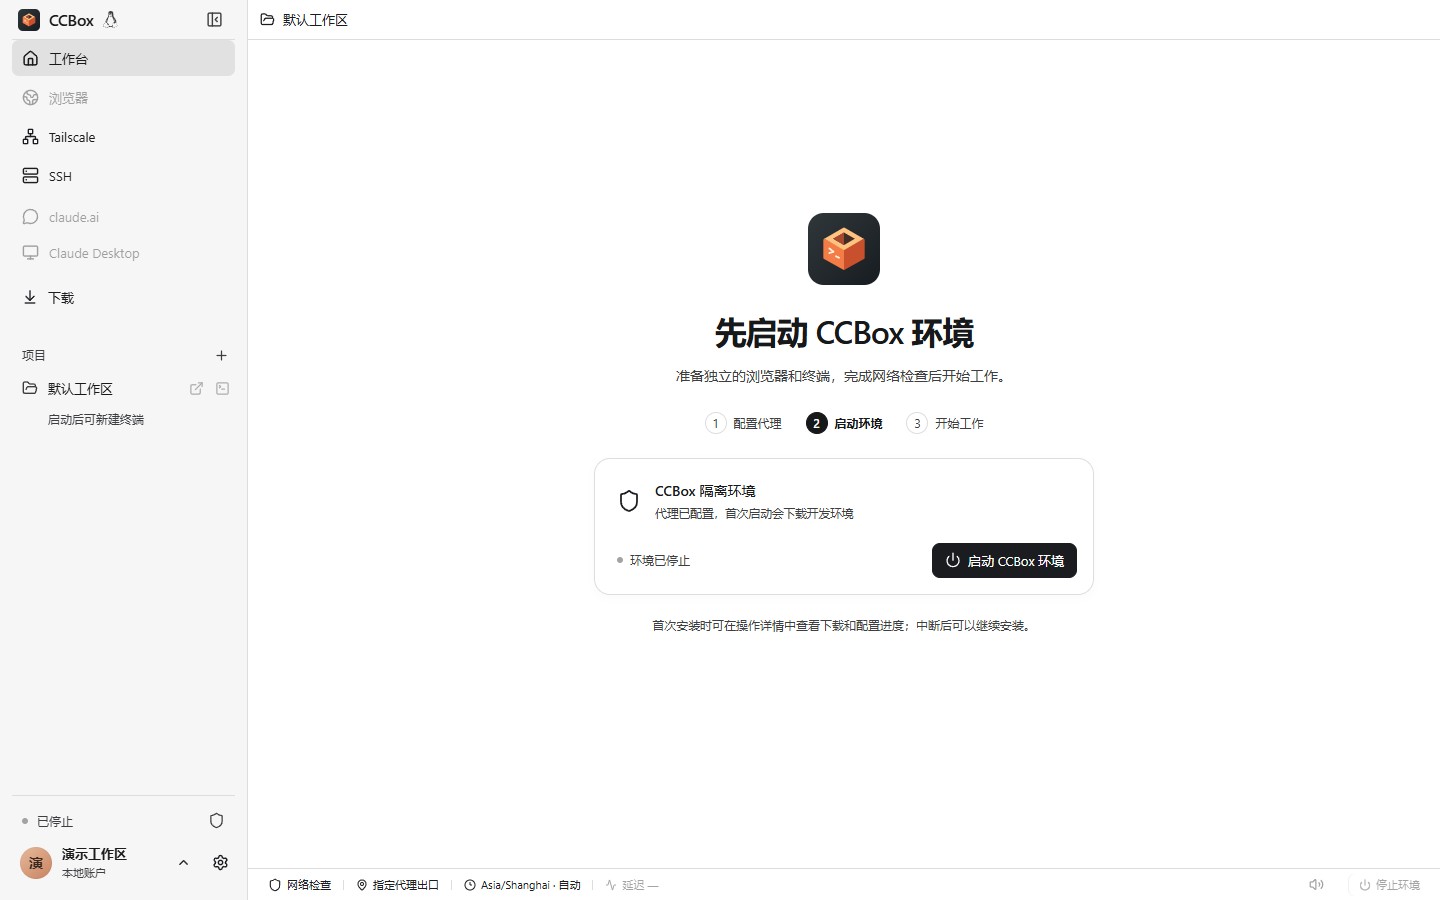 CCBox
工作台
浏览器
Tailscale
SSH
claude.ai
Claude Desktop
下载
项目
默认工作区
启动后可新建终端
已停止
演
演示工作区
本地账户
默认工作区
先启动 CCBox 环境
准备独立的浏览器和终端，完成网络检查后开始工作。
1 配置代理 2 启动环境 3 开始工作
CCBox 隔离环境
代理已配置，首次启动会下载开发环境
环境已停止
启动 CCBox 环境
首次安装时可在操作详情中查看下载和配置进度；中断后可以继续安装。
网络检查 指定代理出口 Asia/Shanghai · 自动 延迟 — 停止环境